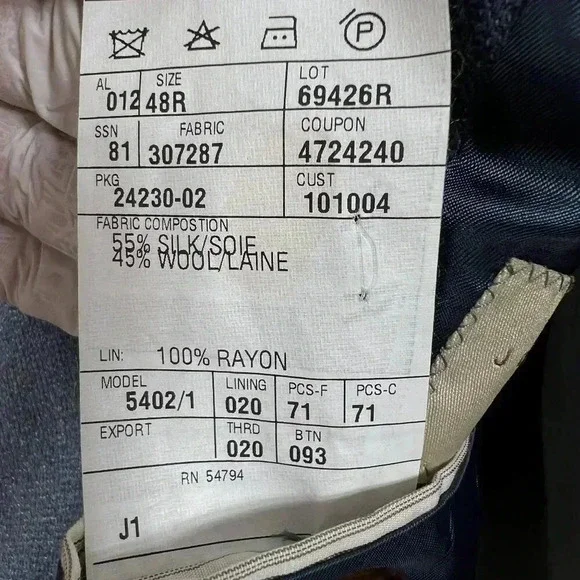 P
AL SIZE LOT
012 48R 69426R
SSN FABRIC COUPON
81 307287 4724240
PKG CUST
24230-02 101004
FABRIC COMPOSTION
55% SILK/SOIE
45% WOOL/LAINE
LIN: 100% RAYON
MODEL LINING PCS-F PCS-C
5402/1 020 71 71
EXPORT THRD BTN
020 093
RN 54794
J1